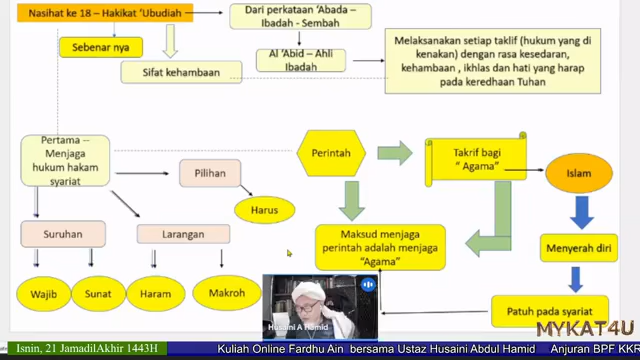 Nasihat ke 18 – Hakikat ‘Ubudiah
Dari perkataan ‘Abada –
Ibadah - Sembah
Sebenar nya
Sifat kehambaan
Al ‘Abid – Ahli
Ibadah
Melaksanakan setiap taklif (hukum yang di
kenakan) dengan rasa kesedaran,
kehambaan , ikhlas dan hati yang harap
pada keredhaan Tuhan
Pertama –
Menjaga
hukum hakam
syariat
Pilihan
Harus
Suruhan
Larangan
Wajib
Sunat
Haram
Makroh
Perintah
Takrif bagi
“ Agama”
Islam
Maksud menjaga
perintah adalah menjaga
“Agama”
Menyerah diri
Patuh pada syariat
Husaini A Hamid
MYKAT4U
Isnin, 21 JamadilAkhir 1443H
Kuliah Online Fardhu Ain bersama Ustaz Husaini Abdul Hamid
Anjuran BPF KKS